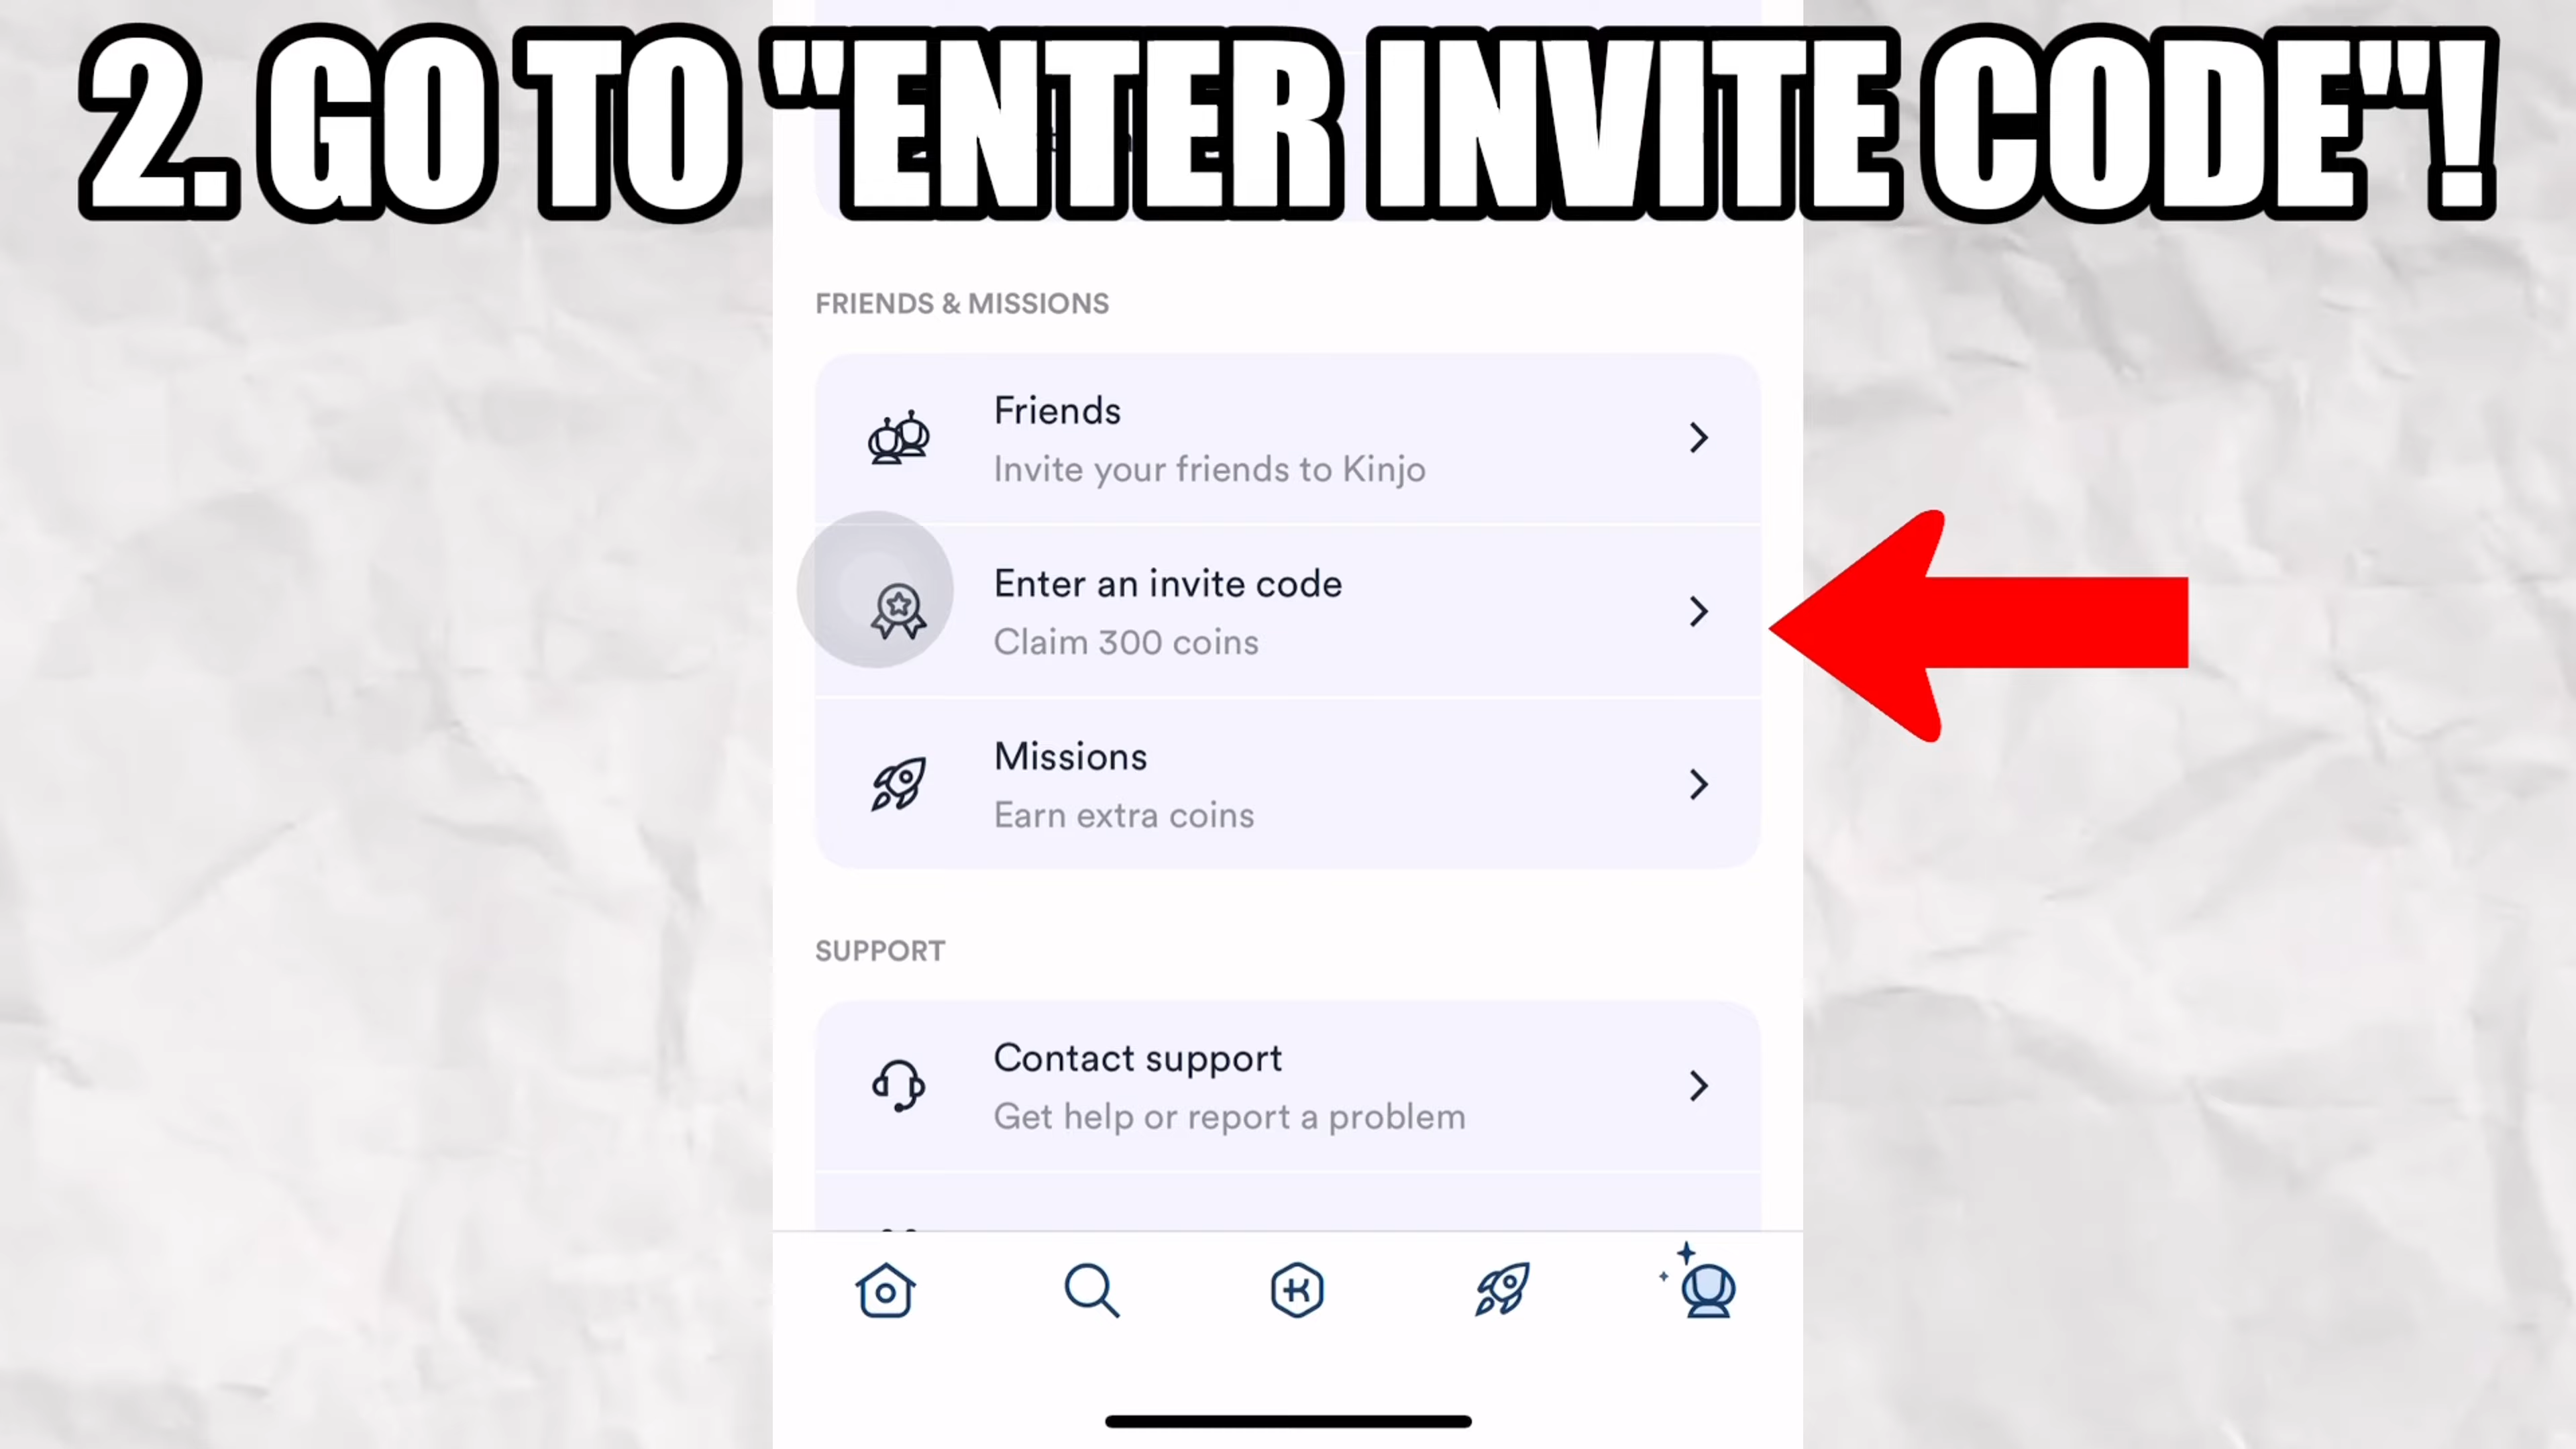 2. GO TO "ENTER INVITE CODE"!
FRIENDS & MISSIONS
Friends
Invite your friends to Kinjo
Enter an invite code
Claim 300 coins
Missions
Earn extra coins
SUPPORT
Contact support
Get help or report a problem